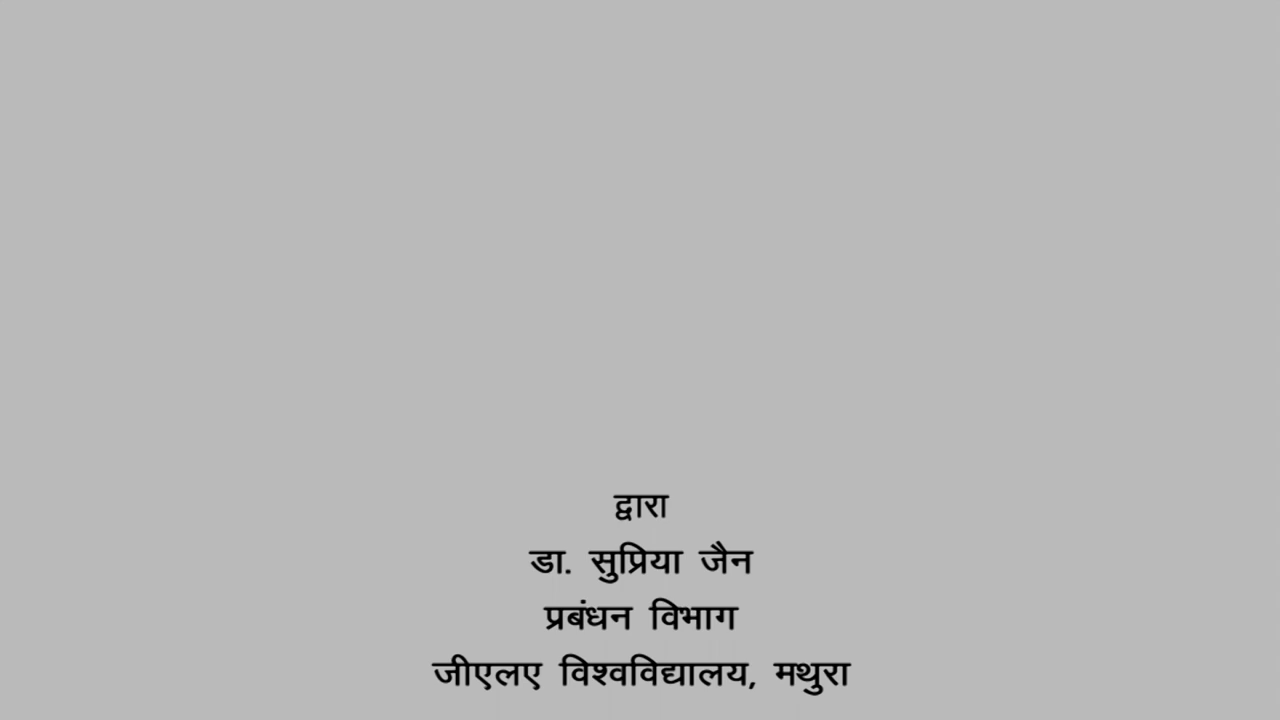 द्वारा
डा. सुप्रिया जैन
प्रबंधन विभाग
जीएलए विश्वविद्यालय, मथुरा